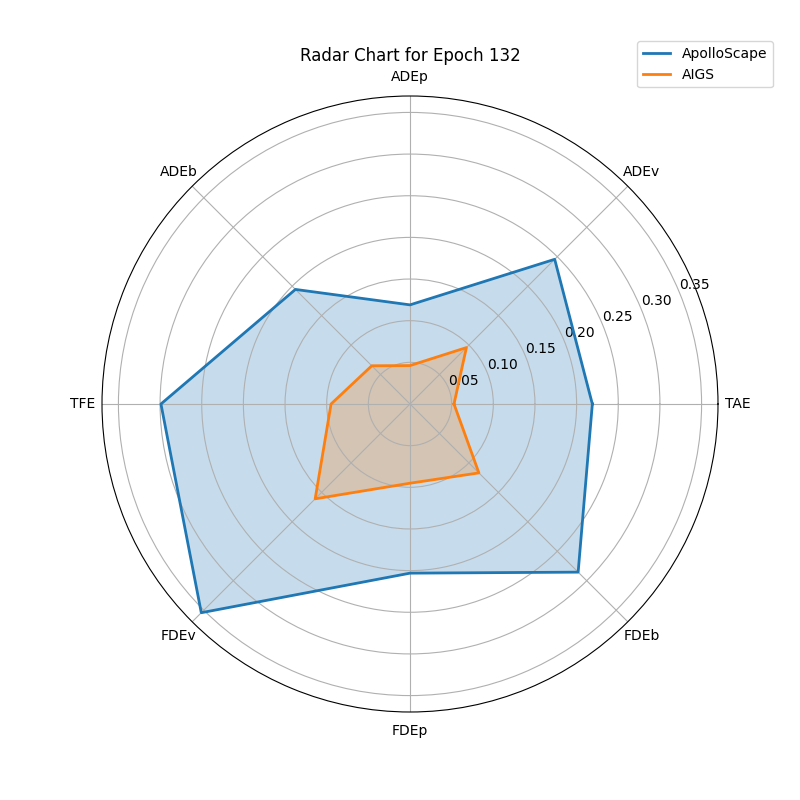 Radar Chart for Epoch 132
ApolloScape
AIGS
ADEp
ADEb
ADEv
0.35
0.30
0.25
0.20
0.15
0.10
0.05
TFE
TAE
FDEv
FDEb
FDEp